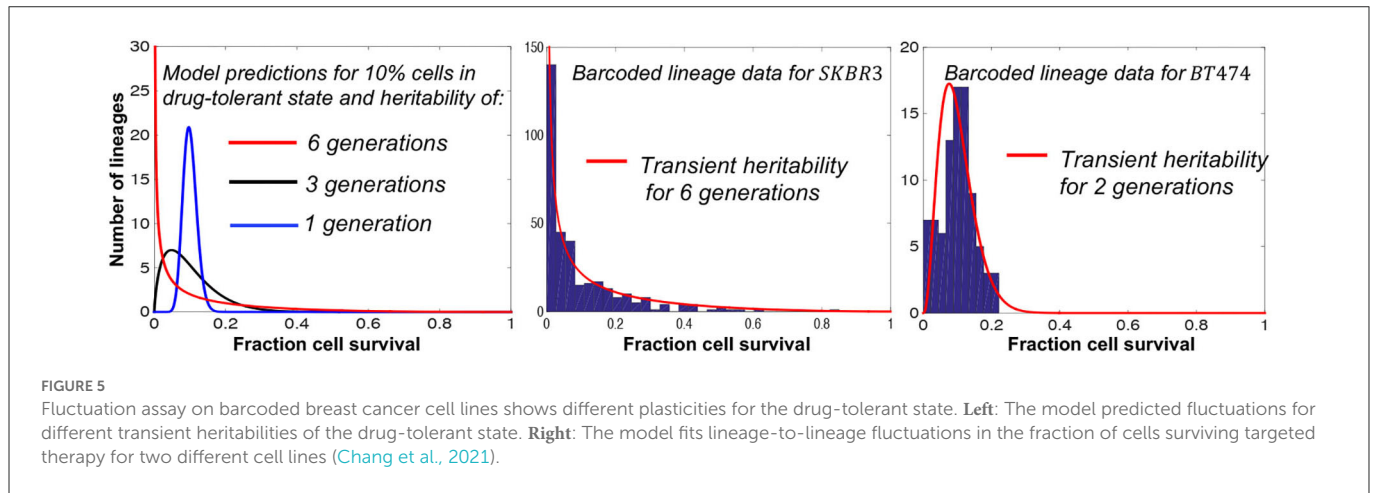 30
25
20
15
10
5
0
Number of lineages
Model predictions for 10% cells in
drug-tolerant state and heritability of:
6 generations
3 generations
1 generation
0 0.2 0.4 0.6 0.8 1
Fraction cell survival
150
100
50
0
Barcoded lineage data for SKBR3
Transient heritability
for 6 generations
0 0.2 0.4 0.6 0.8 1
Fraction cell survival
20
15
10
5
0
Barcoded lineage data for BT474
Transient heritability
for 2 generations
0 0.2 0.4 0.6 0.8 1
Fraction cell survival
FIGURE 5
Fluctuation assay on barcoded breast cancer cell lines shows different plasticities for the drug-tolerant state. Left: The model predicted fluctuations for
different transient heritabilities of the drug-tolerant state. Right: The model fits lineage-to-lineage fluctuations in the fraction of cells surviving targeted
therapy for two different cell lines (Chang et al., 2021).